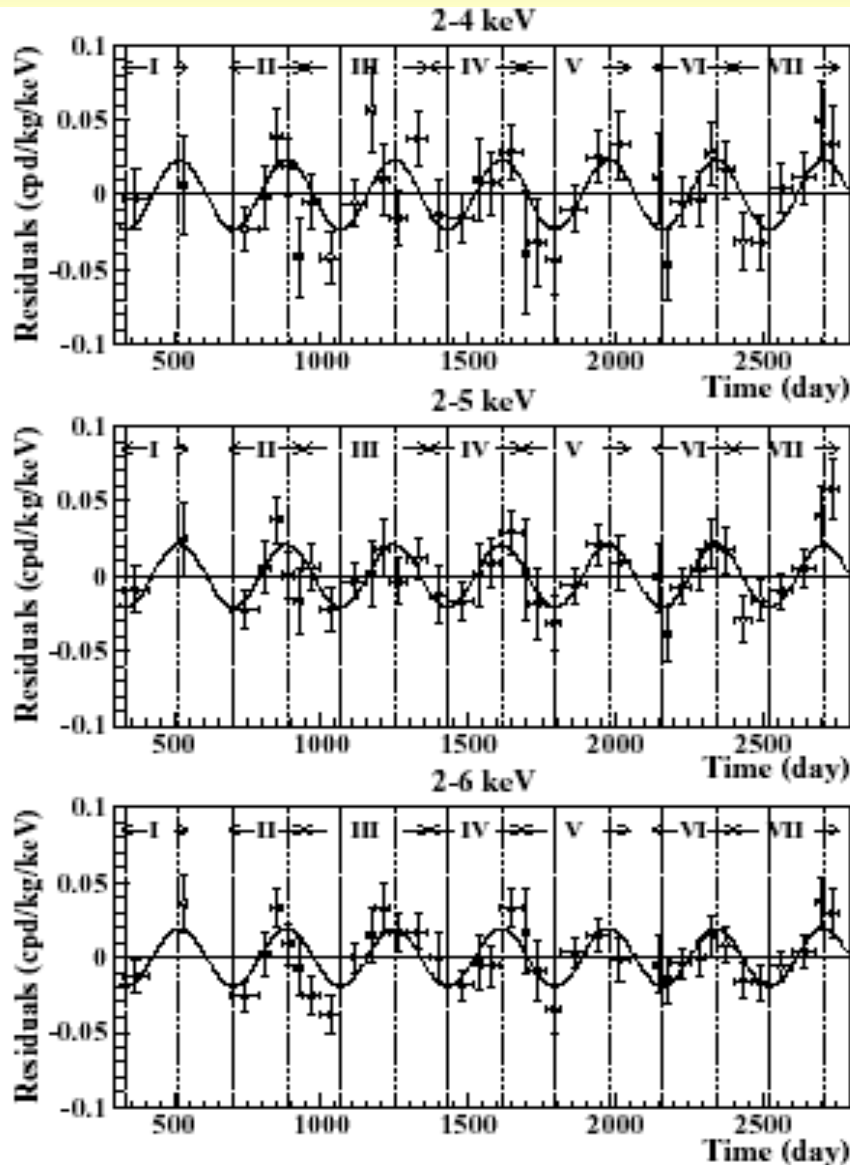 2-4 keV
Residuals (cpd/kg/keV)
0.1
0.05
0
-0.05
-0.1
I II III IV V VI VII
500 1000 1500 2000 2500
Time (day)
2-5 keV
Residuals (cpd/kg/keV)
0.1
0.05
0
-0.05
-0.1
I II III IV V VI VII
500 1000 1500 2000 2500
Time (day)
2-6 keV
Residuals (cpd/kg/keV)
0.1
0.05
0
-0.05
-0.1
I II III IV V VI VII
500 1000 1500 2000 2500
Time (day)